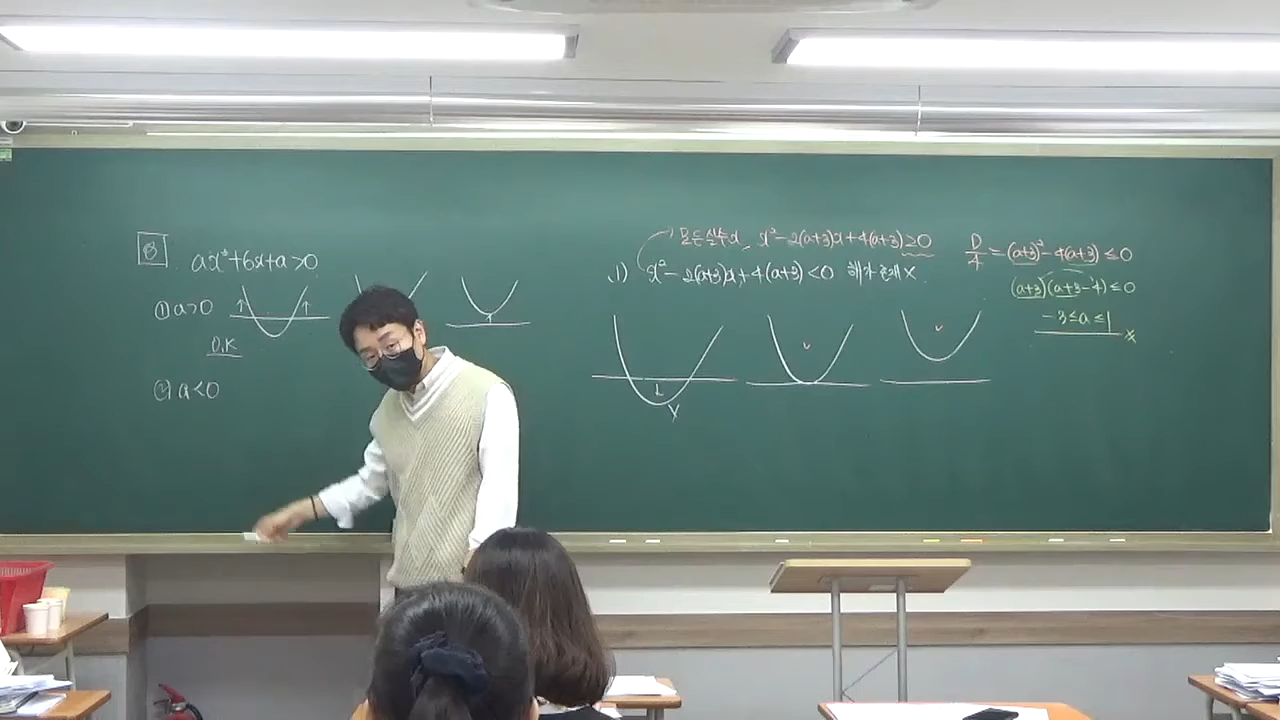 8
ax²+6x+a>0
① a>0
O.K
② a<0
모든 실수 x, x²-2(a+3)x+4(a+3)≥0
1) x²-2(a+3)x+4(a+3)<0 해가 존재 X
D/4=(a+3)²-4(a+3)≤0
(a+3)(a+3-4)≤0
-3≤a≤1